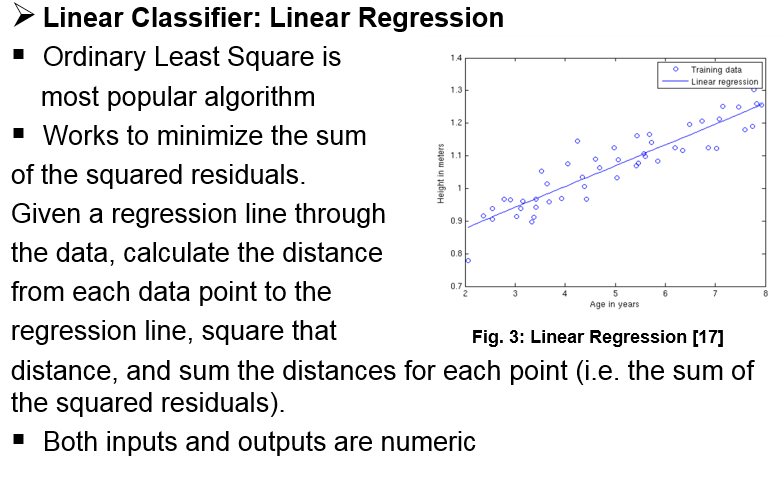 ➢ Linear Classifier: Linear Regression
▪ Ordinary Least Square is
most popular algorithm
▪ Works to minimize the sum
of the squared residuals.
Given a regression line through
the data, calculate the distance
from each data point to the
regression line, square that
distance, and sum the distances for each point (i.e. the sum of
the squared residuals).
▪ Both inputs and outputs are numeric
1.4
1.3
1.2
1.1
1
0.9
0.8
0.7
Height in meters
Training data
Linear regression
2 3 4 5 6 7 8
Age in years
Fig. 3: Linear Regression [17]